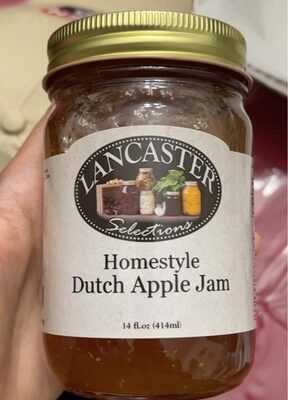 LANCASTER
Selections
Homestyle
Dutch Apple Jam
14 fl.oz (414ml)